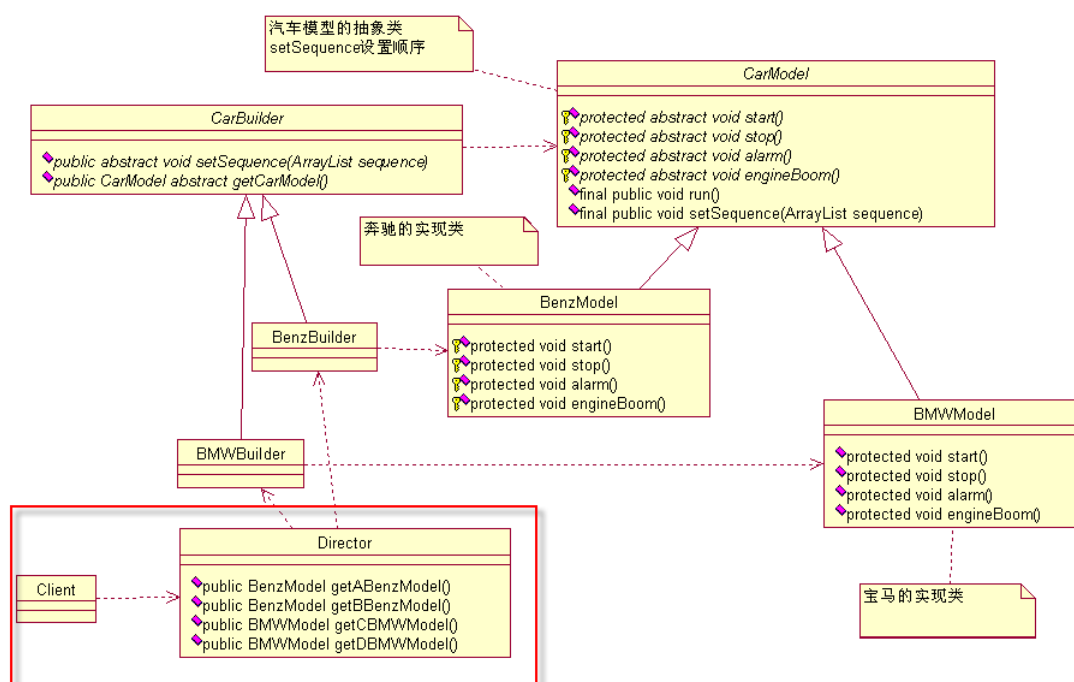 汽车模型的抽象类
setSequence设置顺序
CarModel
protected abstract void start()
protected abstract void stop()
protected abstract void alarm()
protected abstract void engineBoom()
final public void run()
final public void setSequence(ArrayList sequence)
CarBuilder
public abstract void setSequence(ArrayList sequence)
public CarModel abstract getCarModel()
奔驰的实现类
BenzModel
protected void start()
protected void stop()
protected void alarm()
protected void engineBoom()
BenzBuilder
BMWModel
protected void start()
protected void stop()
protected void alarm()
protected void engineBoom()
BMWBuilder
Director
public BenzModel getABenzModel()
public BenzModel getBBenzModel()
public BMWModel getCBMWModel()
public BMWModel getDBMWModel()
Client
宝马的实现类